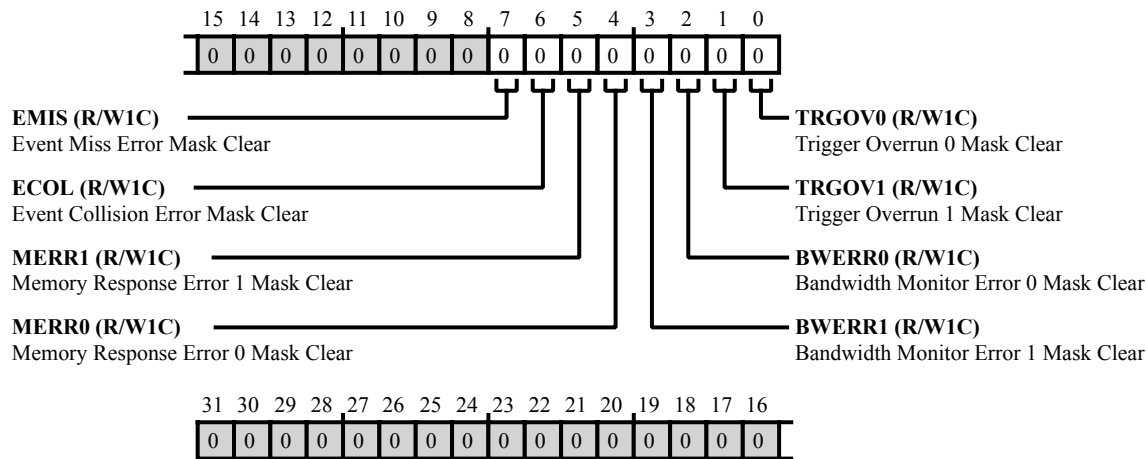 15 14 13 12 11 10 9 8 7 6 5 4 3 2 1 0
0 0 0 0 0 0 0 0 0 0 0 0 0 0 0 0
EMIS (R/W1C)
Event Miss Error Mask Clear
ECOL (R/W1C)
Event Collision Error Mask Clear
MERR1 (R/W1C)
Memory Response Error 1 Mask Clear
MERR0 (R/W1C)
Memory Response Error 0 Mask Clear
TRGOV0 (R/W1C)
Trigger Overrun 0 Mask Clear
TRGOV1 (R/W1C)
Trigger Overrun 1 Mask Clear
BWERR0 (R/W1C)
Bandwidth Monitor Error 0 Mask Clear
BWERR1 (R/W1C)
Bandwidth Monitor Error 1 Mask Clear
31 30 29 28 27 26 25 24 23 22 21 20 19 18 17 16
0 0 0 0 0 0 0 0 0 0 0 0 0 0 0 0